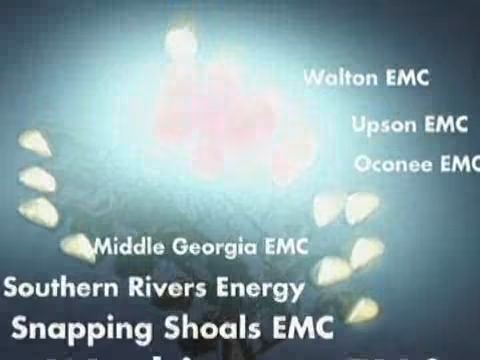 Walton EMC
Upson EMC
Oconee EMC
Middle Georgia EMC
Southern Rivers Energy
Snapping Shoals EMC